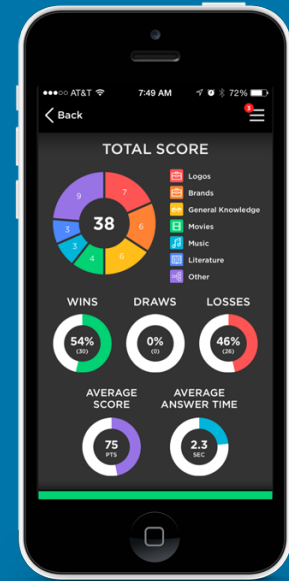 AT&T 7:49 AM 72%
3
Back
TOTAL SCORE
38
7
6
6
4
3
3
9
Logos
Brands
General Knowledge
Movies
Music
Literature
Other
WINS DRAWS LOSSES
54% 0% 46%
(30) (0) (26)
AVERAGE AVERAGE
SCORE ANSWER TIME
75 2.3
PTS SEC